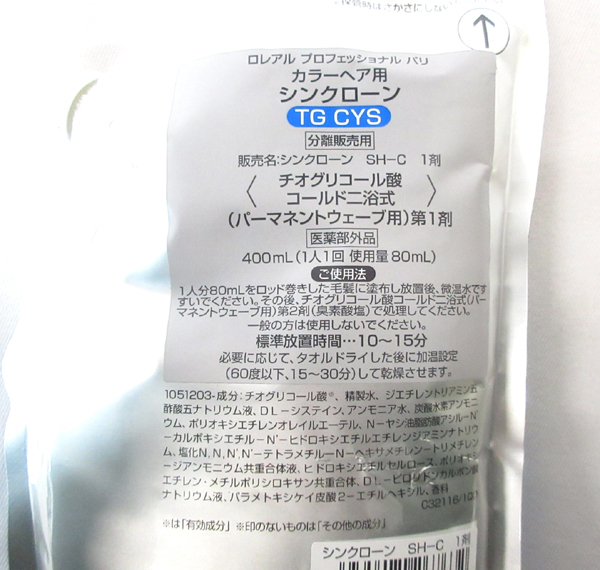 ロレアル プロフェッショナル パリ
カラーヘア用
シンクローン
TG CYS
分離販売用
販売名:シンクローン SH-C 1剤
〈チオグリコール酸
コールド二浴式〉
(パーマネントウェーブ用)第1剤
医薬部外品
400mL(1人1回 使用量80mL)
ご使用法
1人分80mLをロッド巻きした毛髪に塗布し放置後、微温水です
すいでください。その後、チオグリコール酸コールド二浴式(パー
マネントウェーブ用)第2剤(臭素酸塩)で処理してください。
一般の方は使用しないでください。
標準放置時間…10〜15分
必要に応じて、タオルドライした後に加温設定
(60度以下、15〜30分)して乾燥させます。
1051203-成分:チオグリコール酸※、精製水、ジエチレントリアミン五
酢酸五ナトリウム液、DL-システイン、アンモニア水、炭酸水素アンモニ
ウム、ポリオキシエチレンオレイルエーテル、N-ヤシ油脂肪酸アシル-N'
-カルボキシエチル-N'-ヒドロキシエチルエチレンジアミンナトリウ
ム、塩化N,N,N',N'-テトラメチル-N'-ヘキサメチレン-トリメチレン
-ジアンモニウム共重合体液、ヒドロキシエチルセルロース、ポリオキシ
エチレン・メチルポリシロキサン共重合体、DL-ピロリドンカルボン酸
ナトリウム液、パラメトキシケイ皮酸2-エチルヘキシル、香料
C32116/1
※は「有効成分」 ※印のないものは「その他の成分」
シンクローン SH-C 1剤